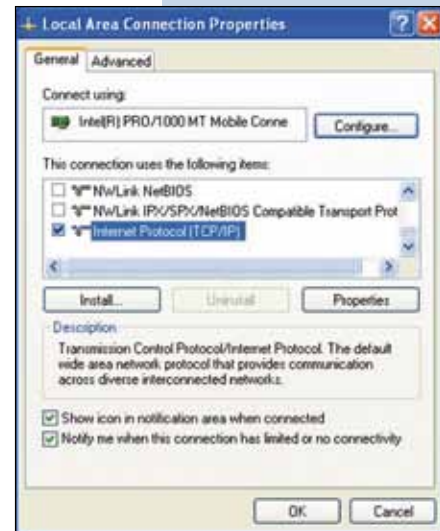 Local Area Connection Properties
General Advanced
Connect using:
Intel(R) PRO/1000 MT Mobile Conne
Configure...
This connection uses the following items:
NWLink NetBIOS
NWLink IPX/SPX/NetBIOS Compatible Transport Prot
Internet Protocol (TCP/IP)
Install... Uninstall Properties
Description
Transmission Control Protocol/Internet Protocol. The default
wide area network protocol that provides communication
across diverse interconnected networks.
Show icon in notification area when connected
Notify me when this connection has limited or no connectivity
OK Cancel